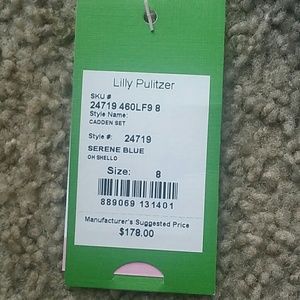 Lilly Pulitzer
SKU #
24719 460LF9 8
Style Name:
CADDEN SET
Style #: 24719
SERENE BLUE
OH SHELLO
Size: 8
889069 131401
Manufacturer's Suggested Price
$178.00